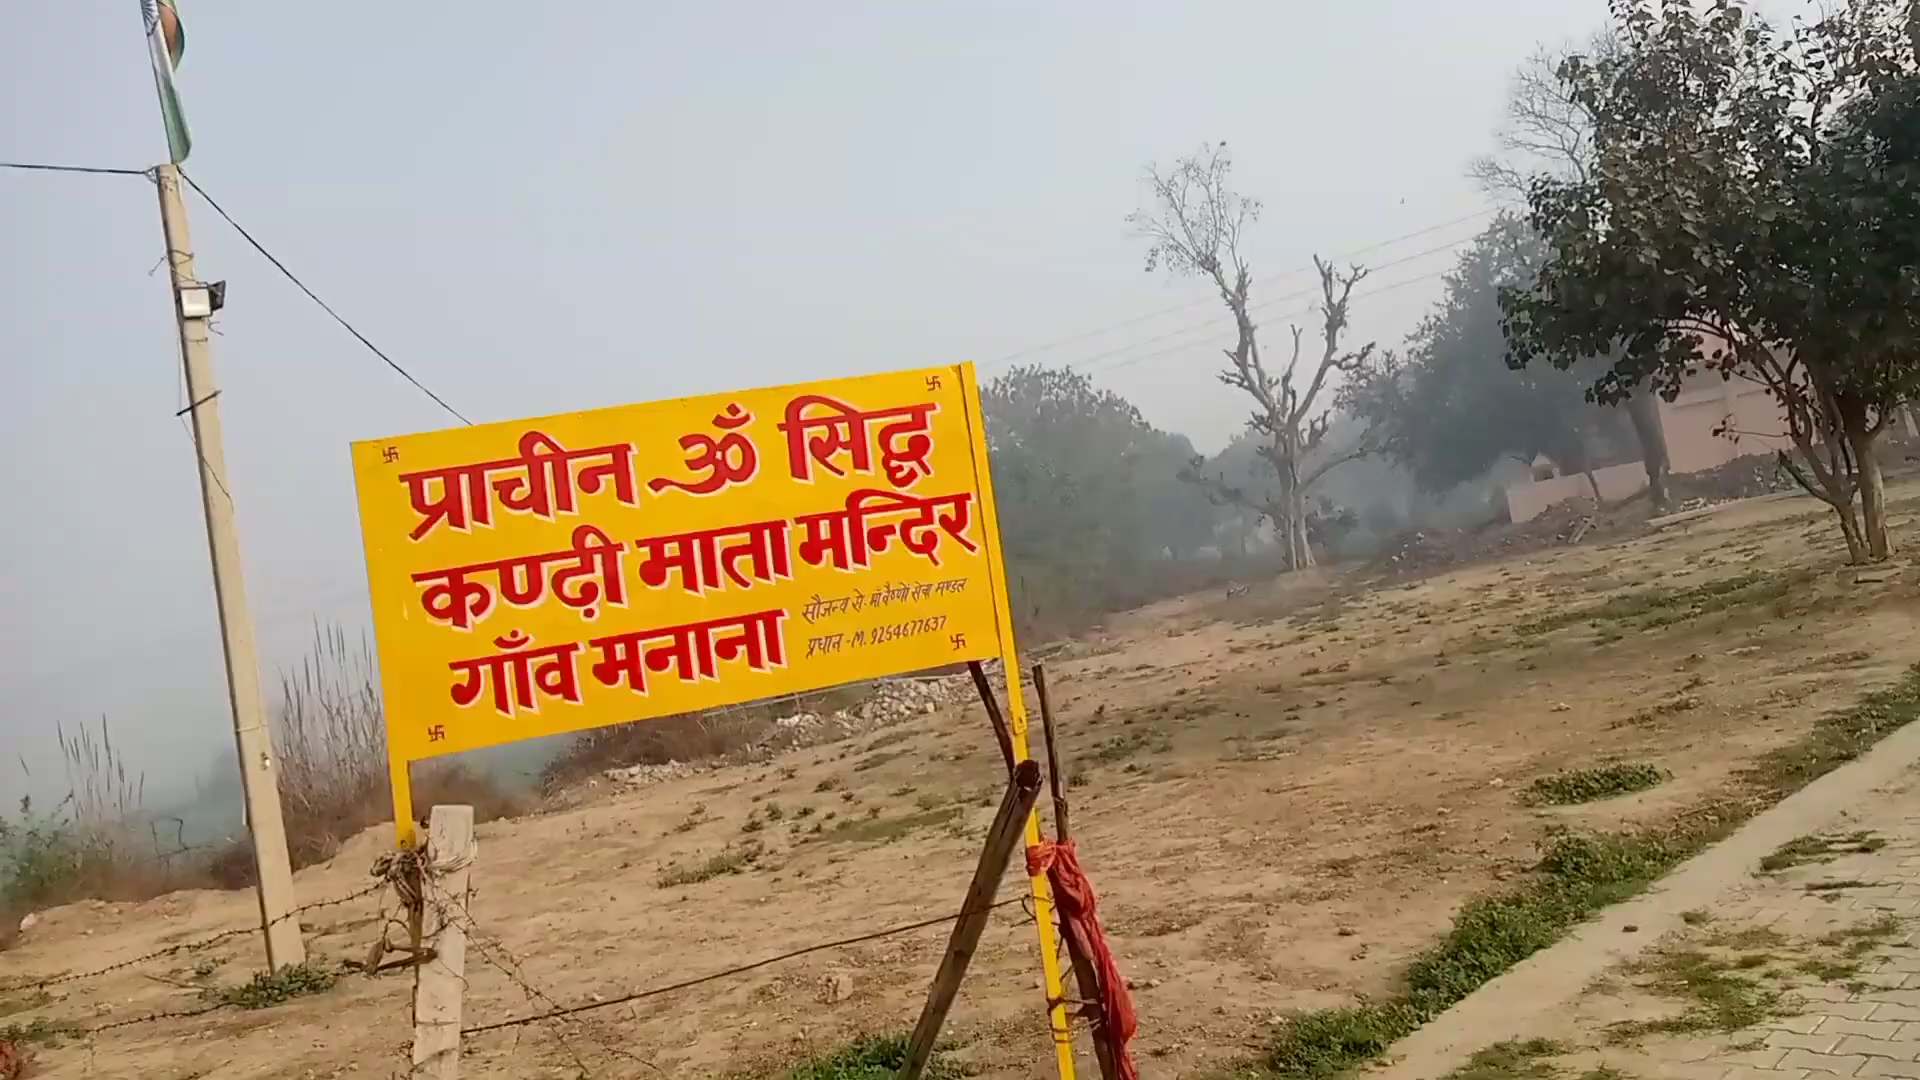 प्राचीन ॐ सिद्ध
कण्ढ़ी माता मन्दिर
गाँव मनाना
सौजन्य से- माँ वैष्णों सेवा मण्डल
प्रधान -M. 9254677637